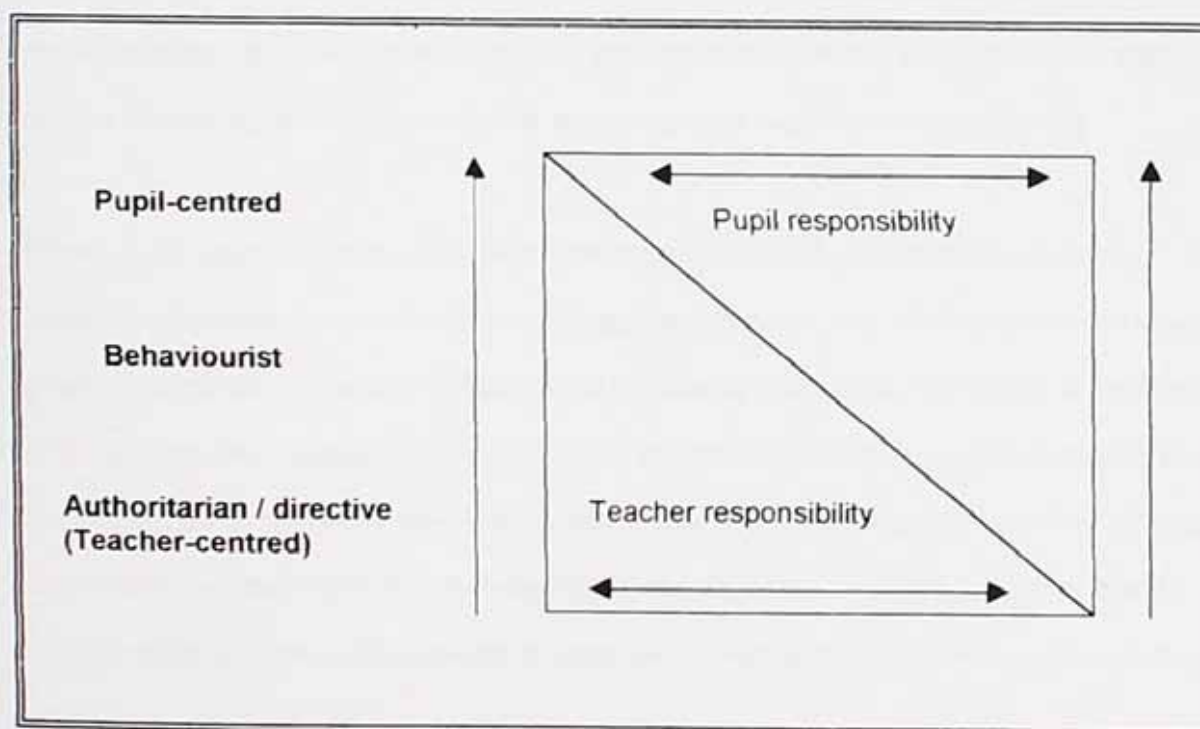 Pupil-centred
Pupil responsibility
Behaviourist
Authoritarian / directive
(Teacher-centred)
Teacher responsibility